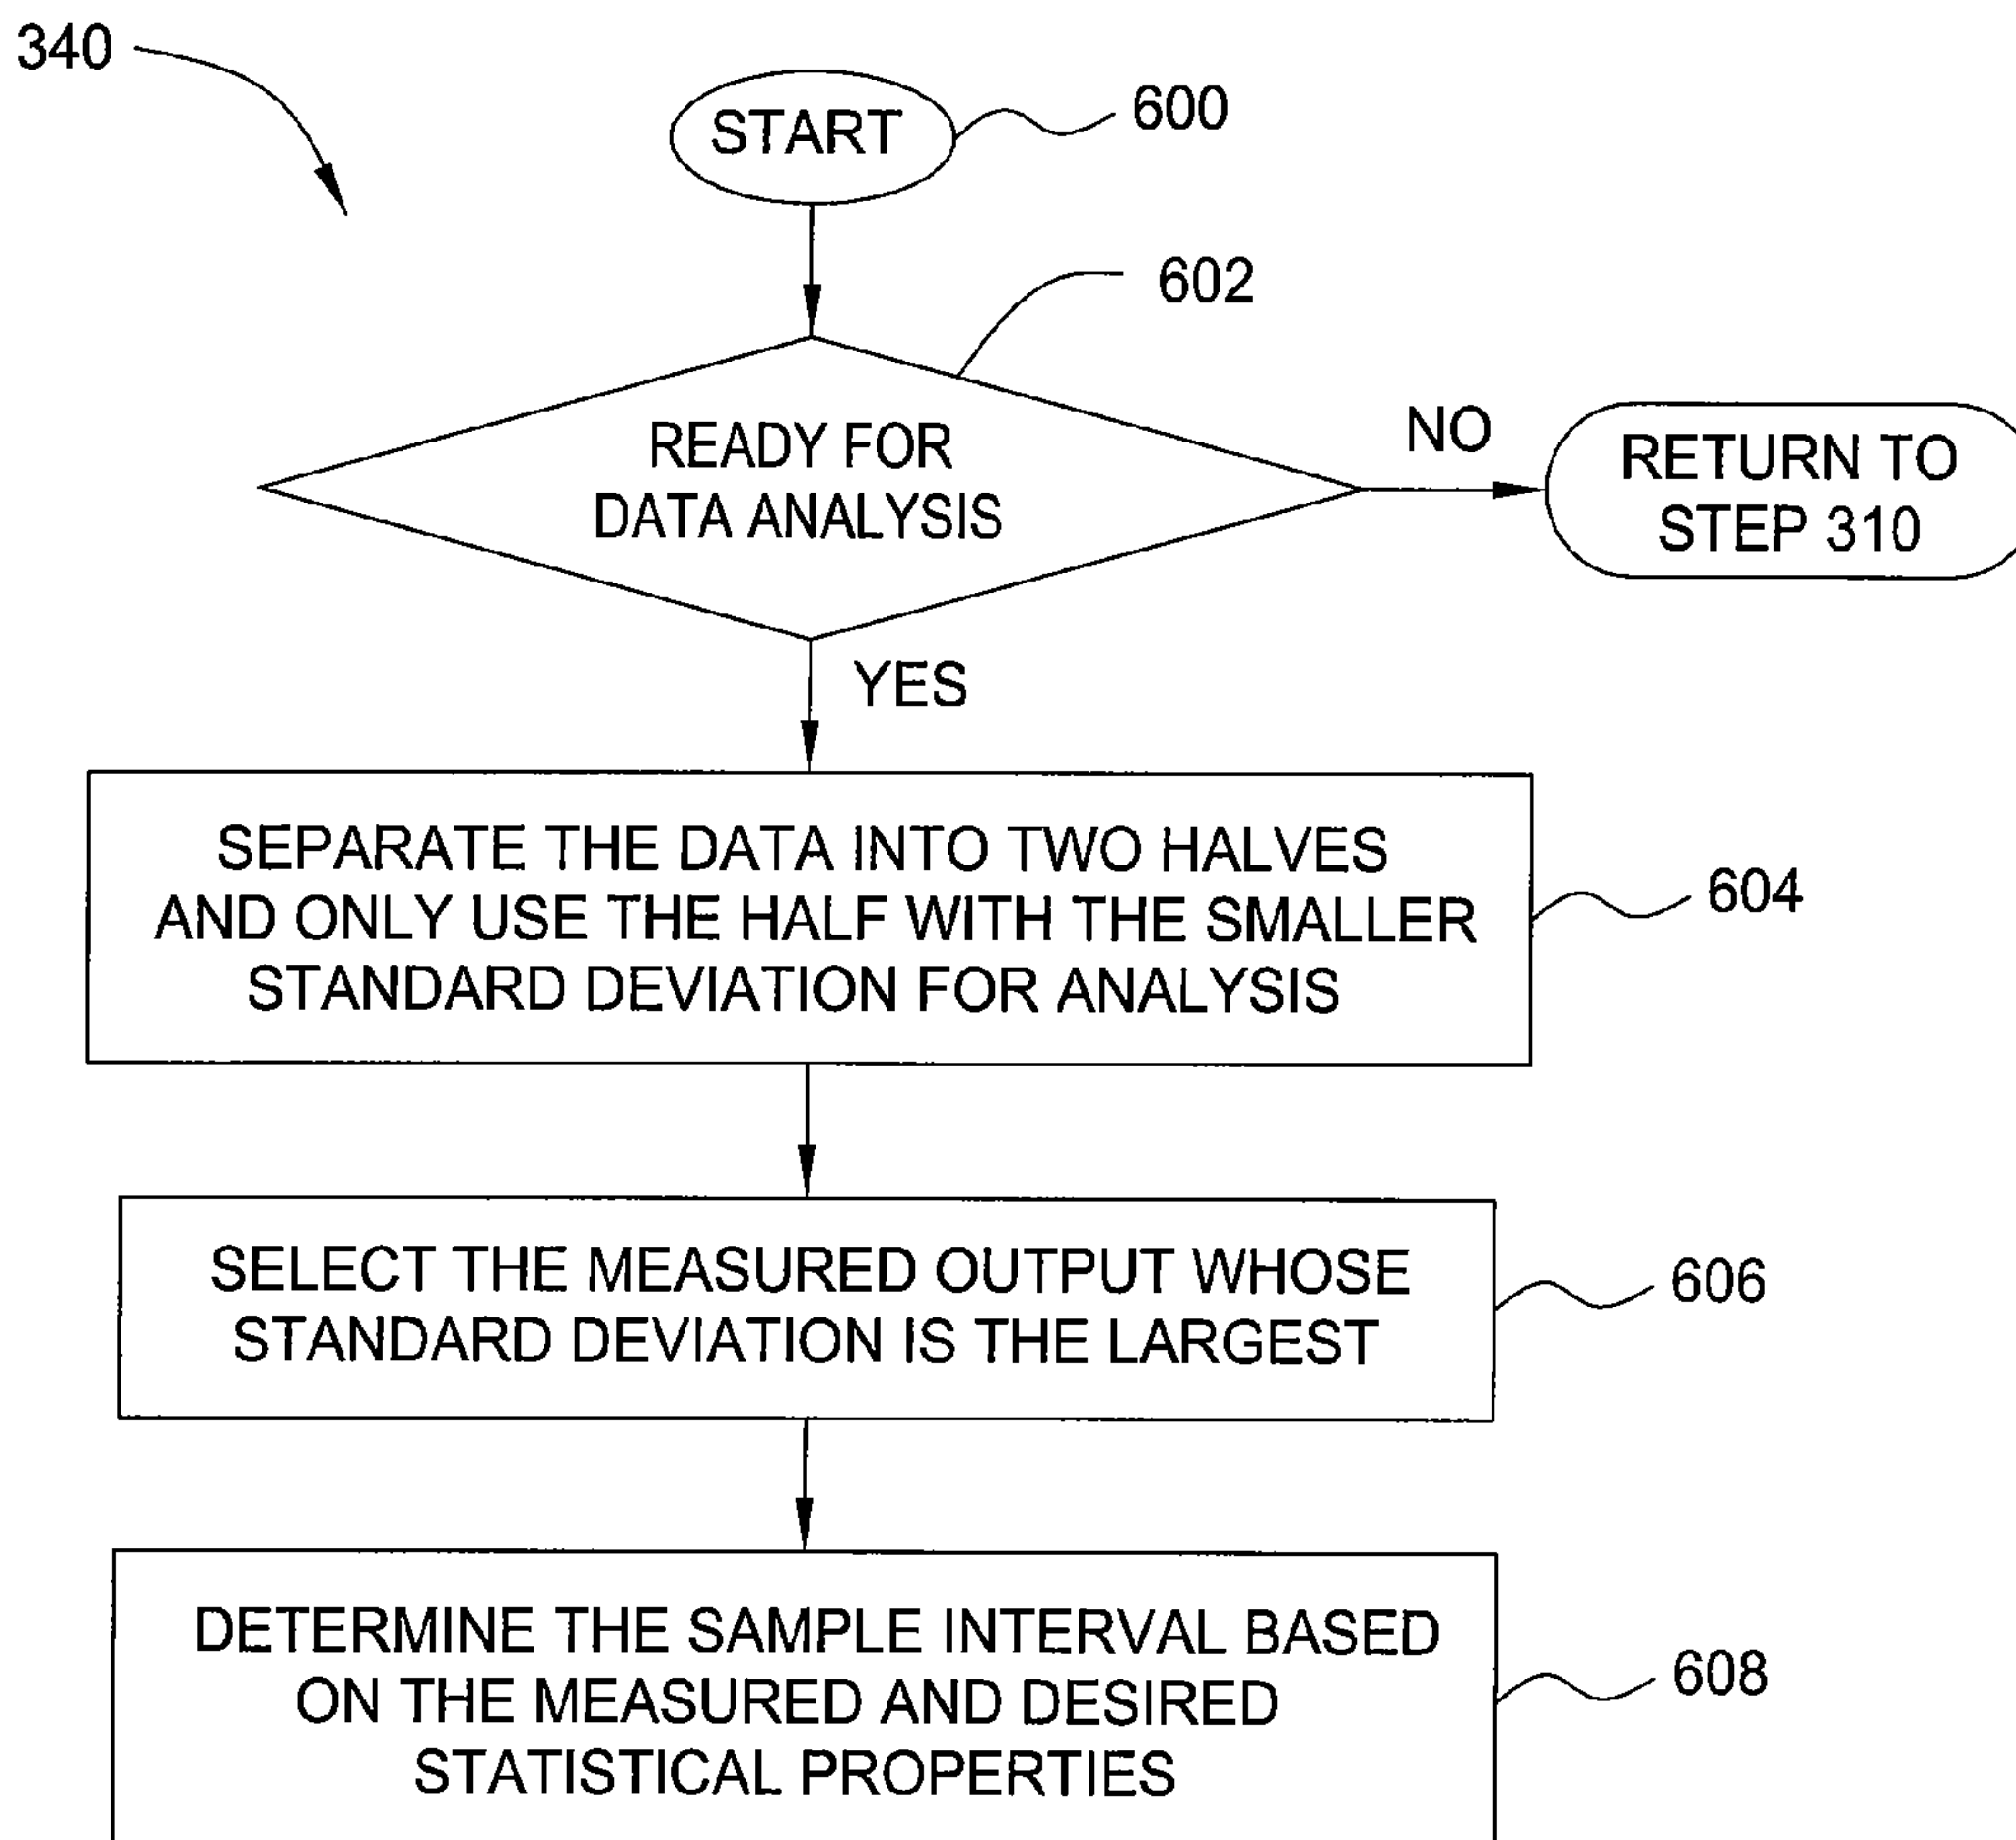 340
START
600
602
READY FOR
DATA ANALYSIS
NO
RETURN TO
STEP 310
YES
SEPARATE THE DATA INTO TWO HALVES
AND ONLY USE THE HALF WITH THE SMALLER
STANDARD DEVIATION FOR ANALYSIS
604
SELECT THE MEASURED OUTPUT WHOSE
STANDARD DEVIATION IS THE LARGEST
606
DETERMINE THE SAMPLE INTERVAL BASED
ON THE MEASURED AND DESIRED
STATISTICAL PROPERTIES
608